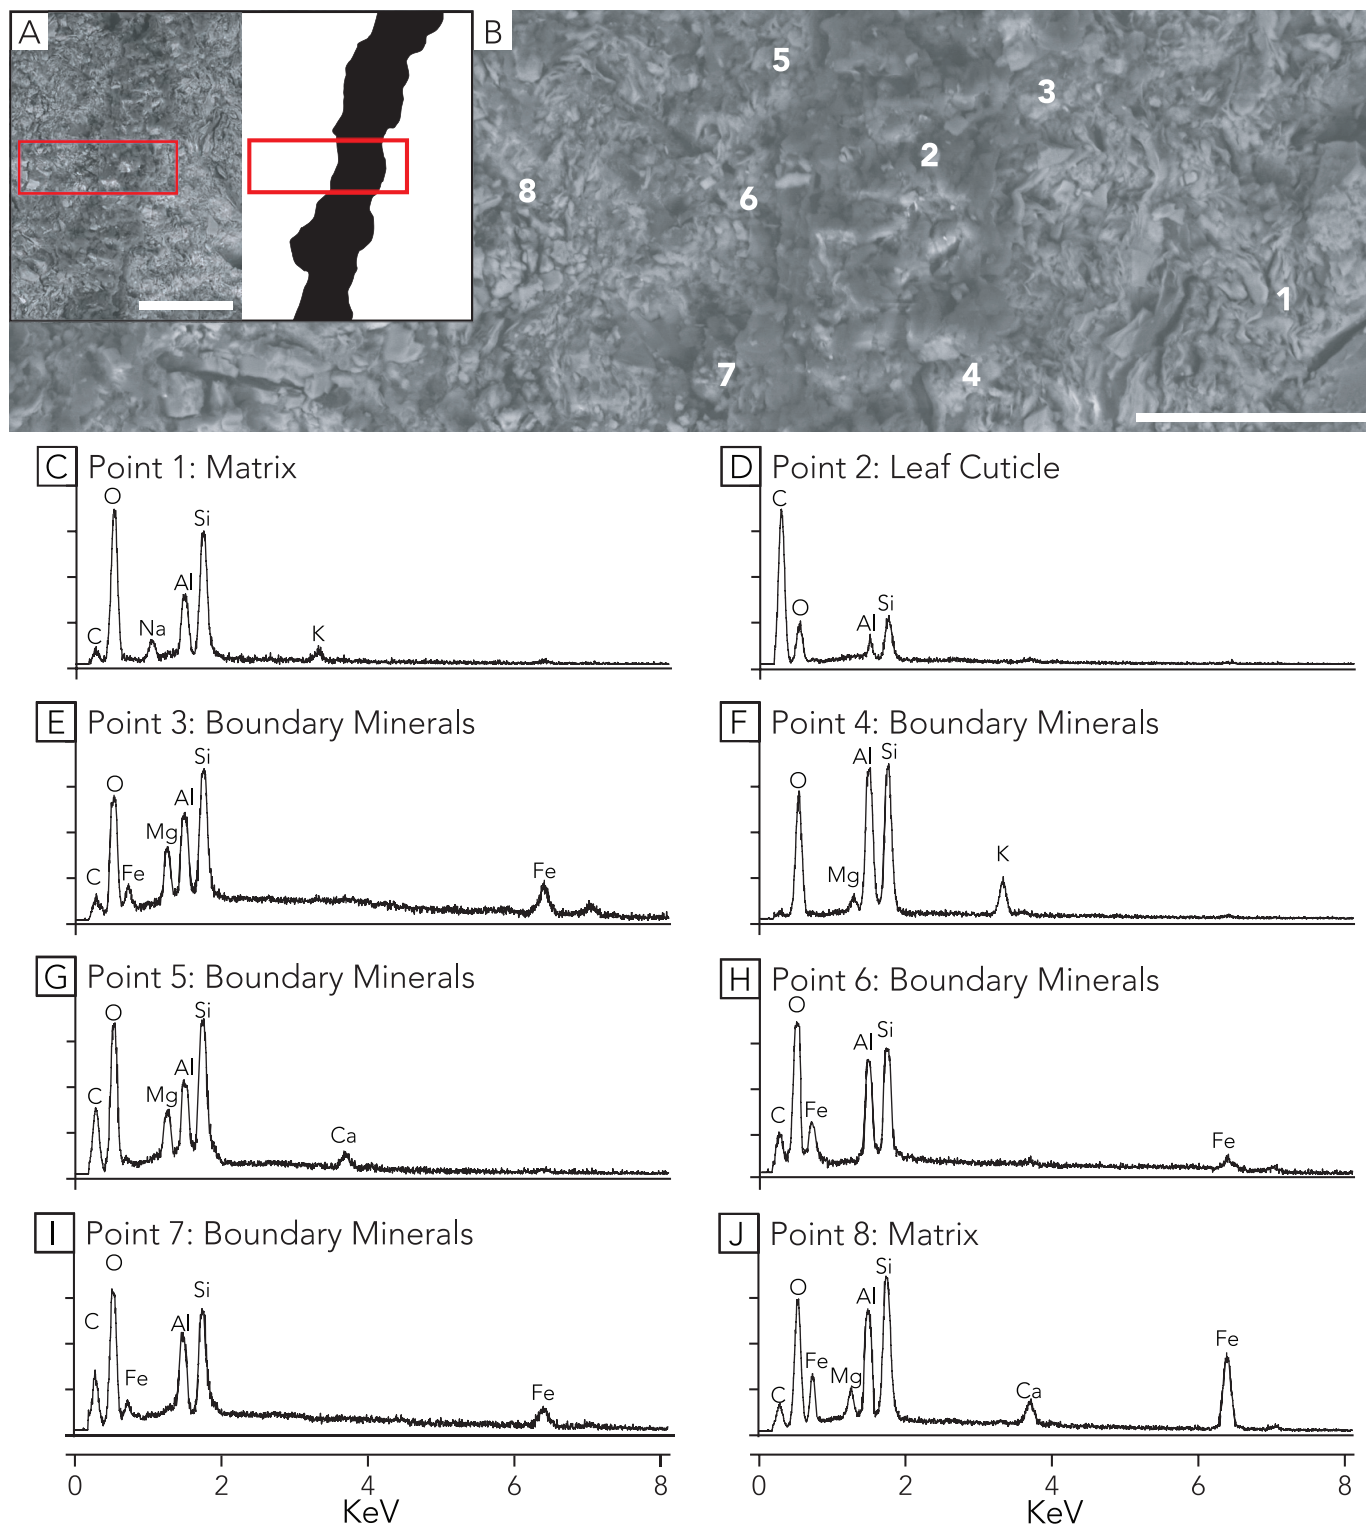 A
B
5
3
2
8
6
1
7
4
C Point 1: Matrix
O
Si
Al
C
Na
K
D Point 2: Leaf Cuticle
C
O
Al
Si
E Point 3: Boundary Minerals
Si
O
Al
Mg
C
Fe
Fe
F Point 4: Boundary Minerals
Al
Si
O
K
Mg
G Point 5: Boundary Minerals
O
Si
Al
C
Mg
Ca
H Point 6: Boundary Minerals
O
Al
Si
C
Fe
Fe
I Point 7: Boundary Minerals
O
Si
C
Al
Fe
Fe
J Point 8: Matrix
Si
O
Al
Fe
Fe
Mg
C
Ca
0 2 4 6 8
KeV
0 2 4 6 8
KeV